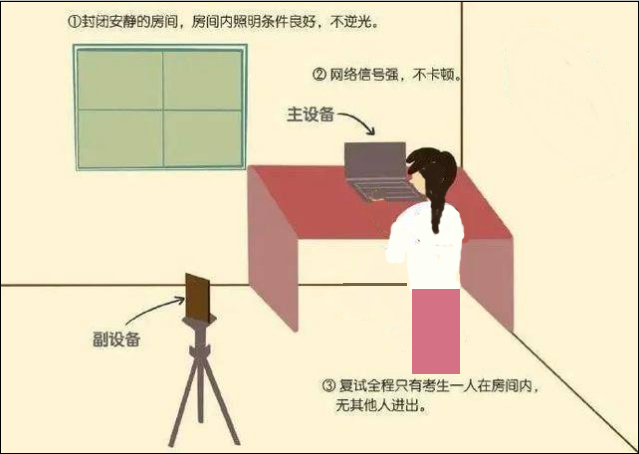 ①封闭安静的房间，房间内照明条件良好，不逆光。
② 网络信号强，不卡顿。
主设备
副设备
③ 复试全程只有考生一人在房间内，
无其他人进出。